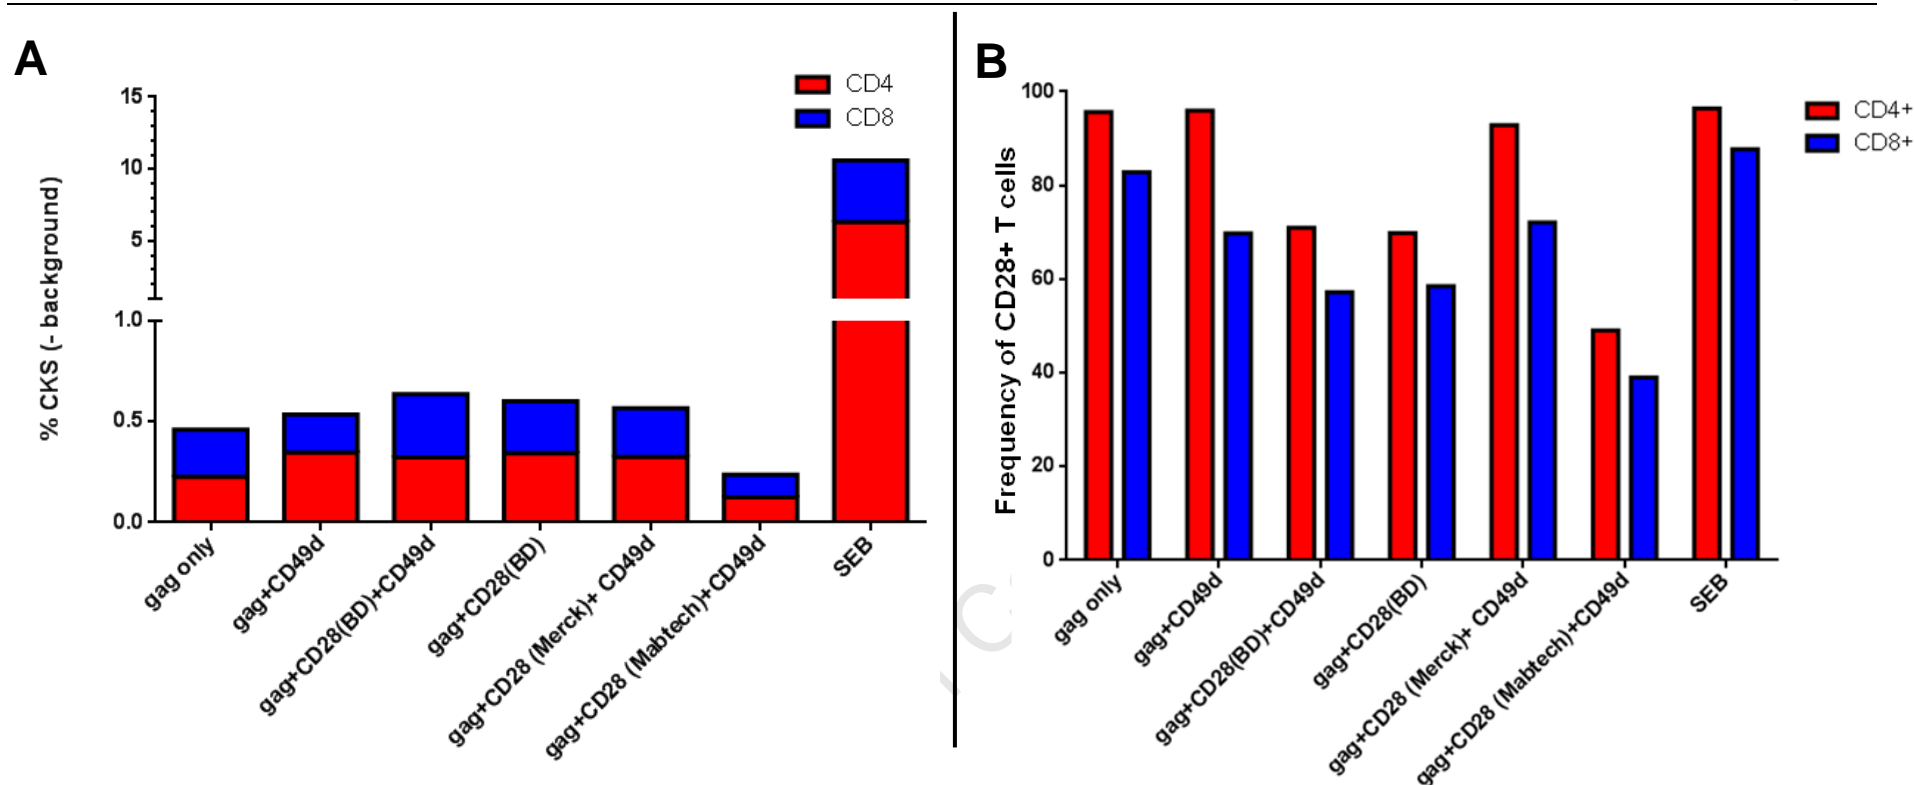 A
CD4
CD8
% CKS (- background)
15
10
5
1.0
0.5
0.0
gag only
gag+CD49d
gag+CD28(BD)+CD49d
gag+CD28(BD)
gag+CD28 (Merck)+ CD49d
gag+CD28 (Mabtech)+CD49d
SEB
B
CD4+
CD8+
Frequency of CD28+ T cells
100
80
60
40
20
0
gag only
gag+CD49d
gag+CD28(BD)+CD49d
gag+CD28(BD)
gag+CD28 (Merck)+ CD49d
gag+CD28 (Mabtech)+CD49d
SEB